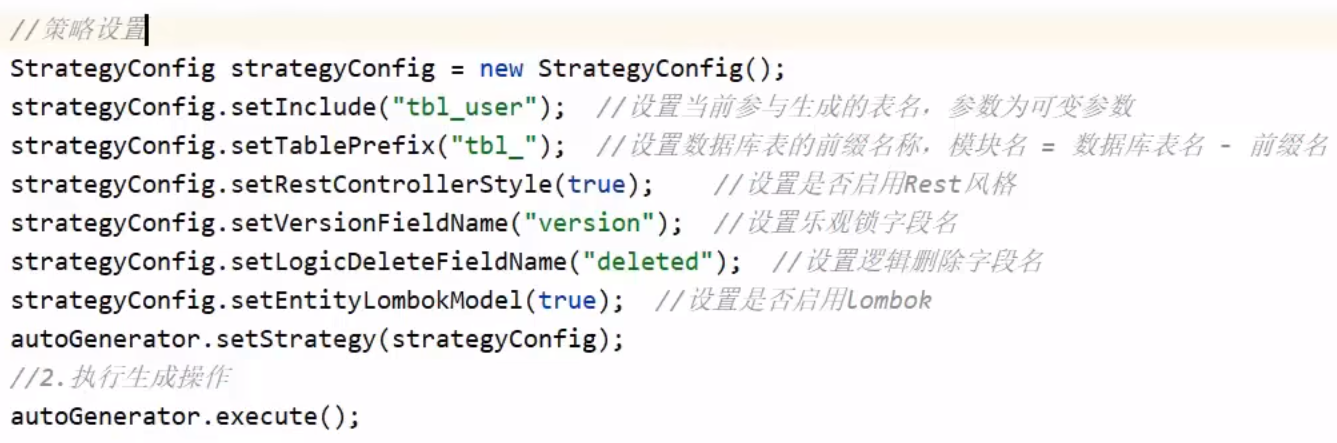 //策略设置
StrategyConfig strategyConfig = new StrategyConfig();
strategyConfig.setInclude("tbl_user");  //设置当前参与生成的表名，参数为可变参数
strategyConfig.setTablePrefix("tbl_");  //设置数据库表的前缀名称，模块名 = 数据库表名 - 前缀名
strategyConfig.setRestControllerStyle(true);    //设置是否启用Rest风格
strategyConfig.setVersionFieldName("version");  //设置乐观锁字段名
strategyConfig.setLogicDeleteFieldName("deleted");  //设置逻辑删除字段名
strategyConfig.setEntityLombokModel(true);  //设置是否启用lombok
autoGenerator.setStrategy(strategyConfig);
//2.执行生成操作
autoGenerator.execute();